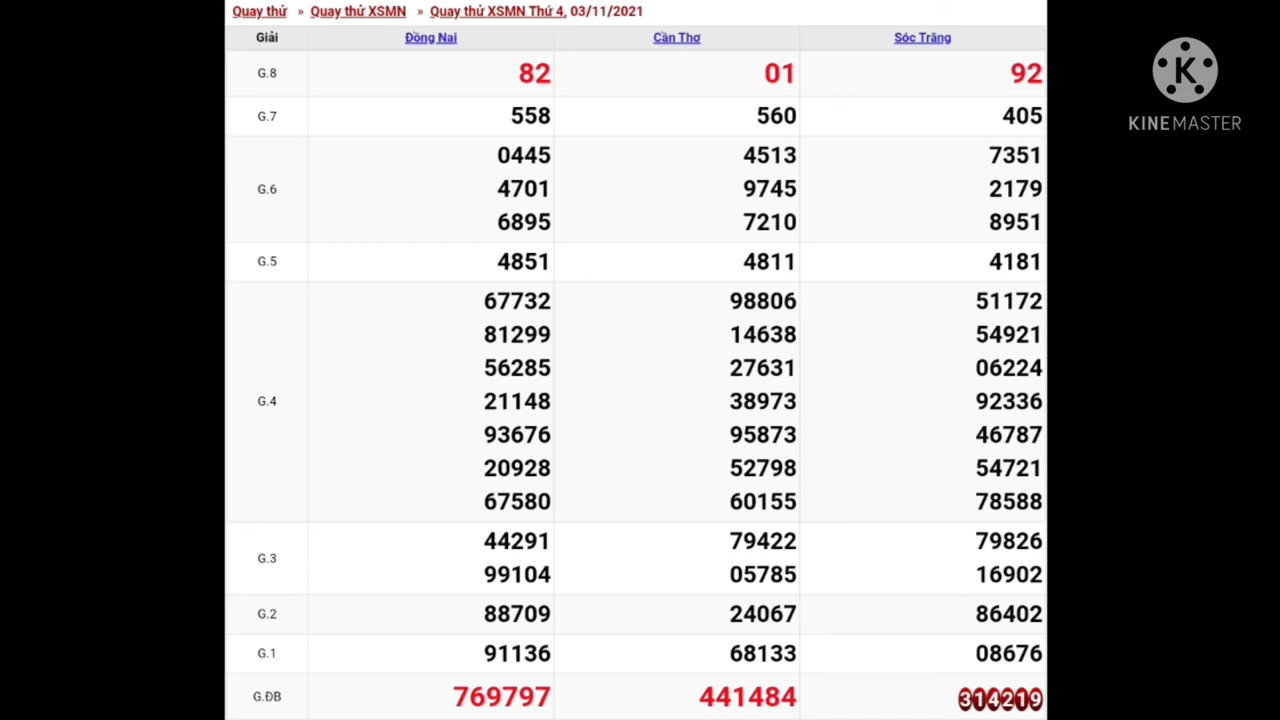 Quay thử » Quay thử XSMN » Quay thử XSMN Thứ 4, 03/11/2021
Giải Đồng Nai Cần Thơ Sóc Trăng
G.8 82 01 92
G.7 558 560 405
0445 4513 7351
G.6 4701 9745 2179
6895 7210 8951
G.5 4851 4811 4181
67732 98806 51172
81299 14638 54921
56285 27631 06224
G.4 21148 38973 92336
93676 95873 46787
20928 52798 54721
67580 60155 78588
G.3 44291 79422 79826
99104 05785 16902
G.2 88709 24067 86402
G.1 91136 68133 08676
G.ĐB 769797 441484 314219
K
KINEMASTER